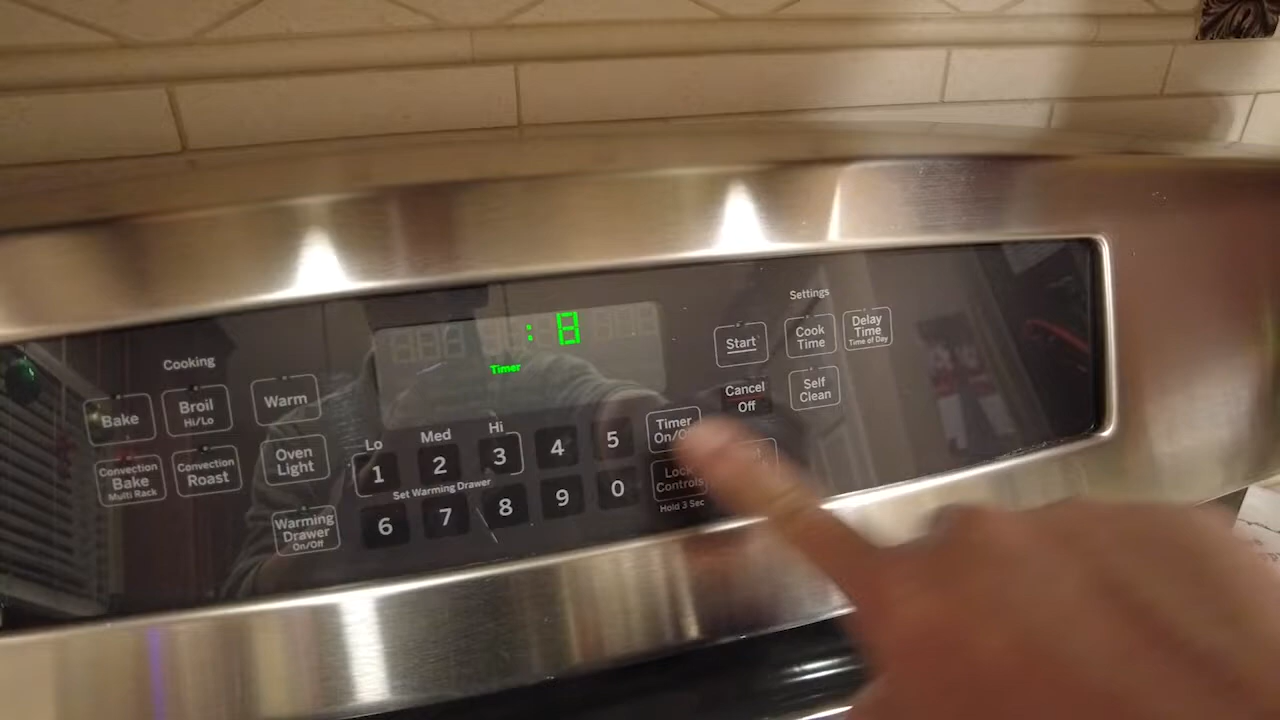 : 8
Timer
Settings
Start
Cook
Time
Delay
Time
Time of Day
Cancel
Off
Self
Clean
Cooking
Bake
Broil
Hi/Lo
Warm
Convection
Bake
Multi Rack
Convection
Roast
Oven
Light
Warming
Drawer
On/Off
Lo
Med
Hi
1
2
3
4
5
Set Warming Drawer
6
7
8
9
0
Timer
Lock
Controls
Hold 3 Sec